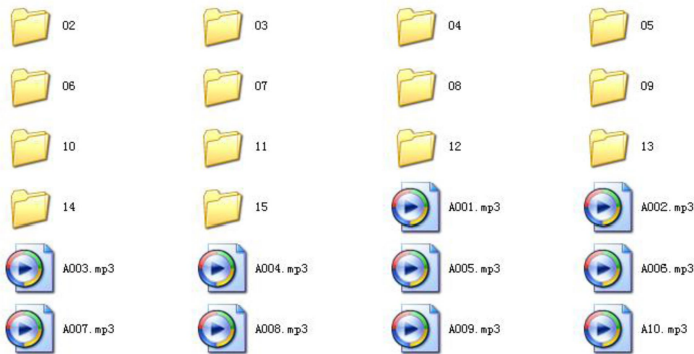 02 03 04 05
06 07 08 09
10 11 12 13
14 15 A001.mp3 A002.mp3
A003.mp3 A004.mp3 A005.mp3 A006.mp3
A007.mp3 A008.mp3 A009.mp3 A10.mp3